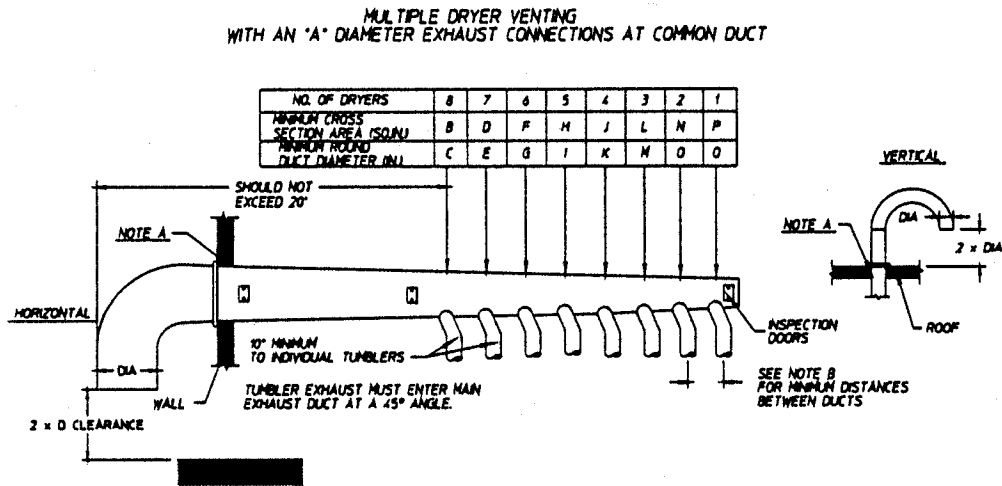 MULTIPLE DRYER VENTING
WITH AN "A" DIAMETER EXHAUST CONNECTIONS AT COMMON DUCT
NO. OF DRYERS 8 7 6 5 4 3 2 1
MINIMUM CROSS
SECTION AREA (SQ.IN.) B D F H J L N P
MINIMUM ROUND
DUCT DIAMETER (IN.) C E G I K M O Q
SHOULD NOT
EXCEED 20"
NOTE A
HORIZONTAL
DIA
WALL
2 x D CLEARANCE
10" MINIMUM
TO INDIVIDUAL TUMBLERS
TUMBLER EXHAUST MUST ENTER MAIN
EXHAUST DUCT AT A 45° ANGLE.
INSPECTION
DOORS
SEE NOTE B
FOR MINIMUM DISTANCES
BETWEEN DUCTS
VERTICAL
DIA
NOTE A
2 x DIA
ROOF